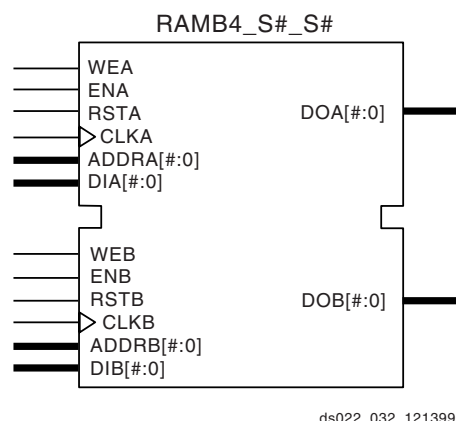 RAMB4_S#_S#
WEA
ENA
RSTA
DOA[#:0]
CLKA
ADDRA[#:0]
DIA[#:0]
WEB
ENB
RSTB
DOB[#:0]
CLKB
ADDRB[#:0]
DIB[#:0]
ds022_032_121399